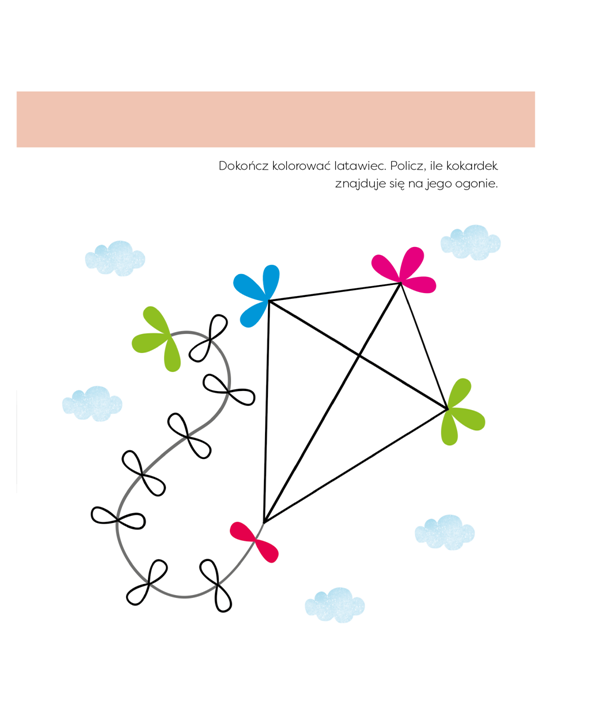 Dokończ kolorować latawiec. Policz, ile kokardek
znajduje się na jego ogonie.